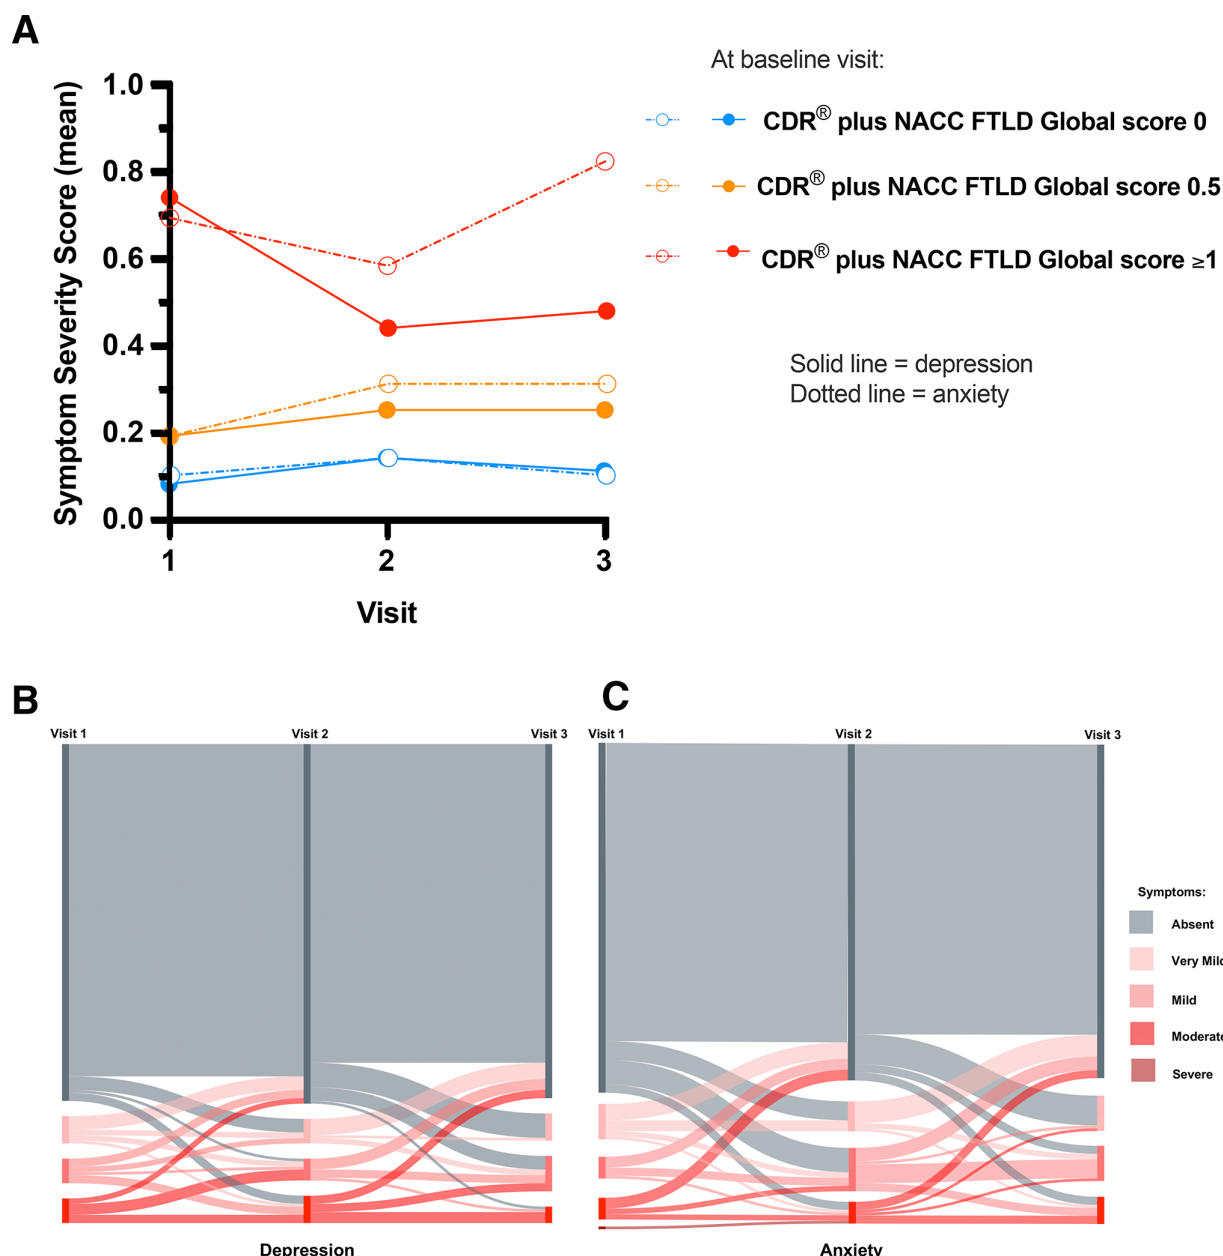 A
At baseline visit:
CDR® plus NACC FTLD Global score 0
CDR® plus NACC FTLD Global score 0.5
CDR® plus NACC FTLD Global score ≥1
Solid line = depression
Dotted line = anxiety
Symptom Severity Score (mean)
1.0
0.8
0.6
0.4
0.2
0.0
1 2 3
Visit
B
Visit 1 Visit 2 Visit 3
Depression
C
Visit 1 Visit 2 Visit 3
Anxiety
Symptoms:
Absent
Very Mild
Mild
Moderate
Severe